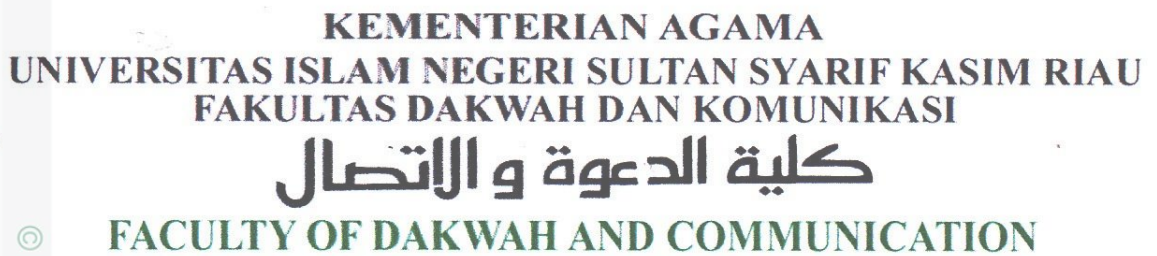 KEMENTERIAN AGAMA
UNIVERSITAS ISLAM NEGERI SULTAN SYARIF KASIM RIAU
FAKULTAS DAKWAH DAN KOMUNIKASI
كلية الدعوة و الاتصال
© FACULTY OF DAKWAH AND COMMUNICATION